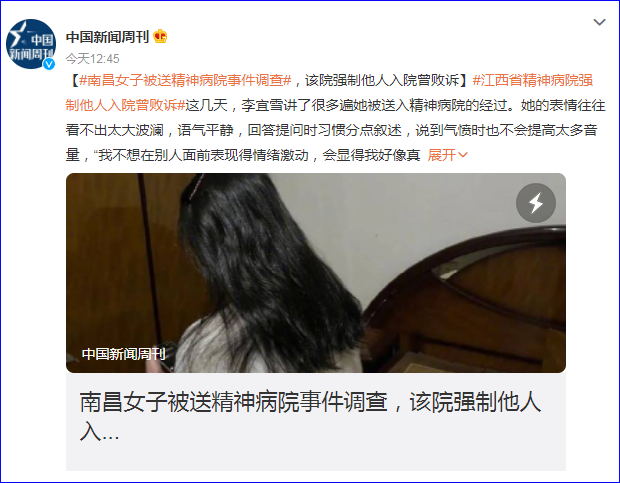 中国新闻周刊
中国新闻周刊
今天12:45
【#南昌女子被送精神病院事件调查#，该院强制他人入院曾败诉】#江西省精神病院强
制他人入院曾败诉#这几天，李宜雪讲了很多遍她被送入精神病院的经过。她的表情往往
看不出太大波澜，语气平静，回答提问时习惯分点叙述，说到气愤时也不会提高太多音
量，“我不想在别人面前表现得情绪激动，会显得我好像真 展开
中国新闻周刊
南昌女子被送精神病院事件调查，该院强制他人
入...